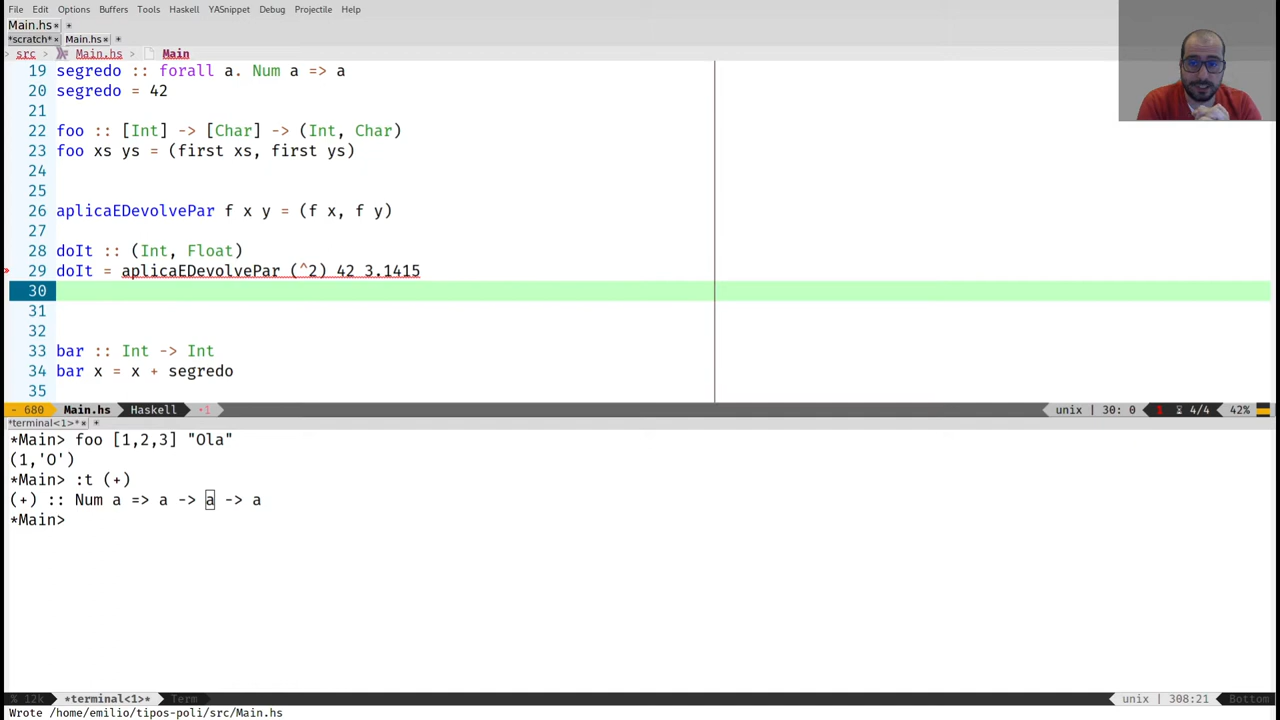 File Edit Options Buffers Tools Haskell YASnippet Debug Projectile Help
Main.hs × +
*scratch* × Main.hs × +
> src > Main.hs > Main
19 segredo :: forall a. Num a => a
20 segredo = 42
21
22 foo :: [Int] -> [Char] -> (Int, Char)
23 foo xs ys = (first xs, first ys)
24
25
26 aplicaEDevolvePar f x y = (f x, f y)
27
28 doIt :: (Int, Float)
» 29 doIt = aplicaEDevolvePar (^2) 42 3.1415
30
31
32
33 bar :: Int -> Int
34 bar x = x + segredo
35
- 680 Main.hs Haskell •1 unix | 30: 0 1 4/4 42%
*terminal<1>* × +
*Main> foo [1,2,3] "Ola"
(1,'O')
*Main> :t (+)
(+) :: Num a => a -> a -> a
*Main>
% 12k *terminal<1>* Term unix | 308:21 Bottom
Wrote /home/emilio/tipos-poli/src/Main.hs